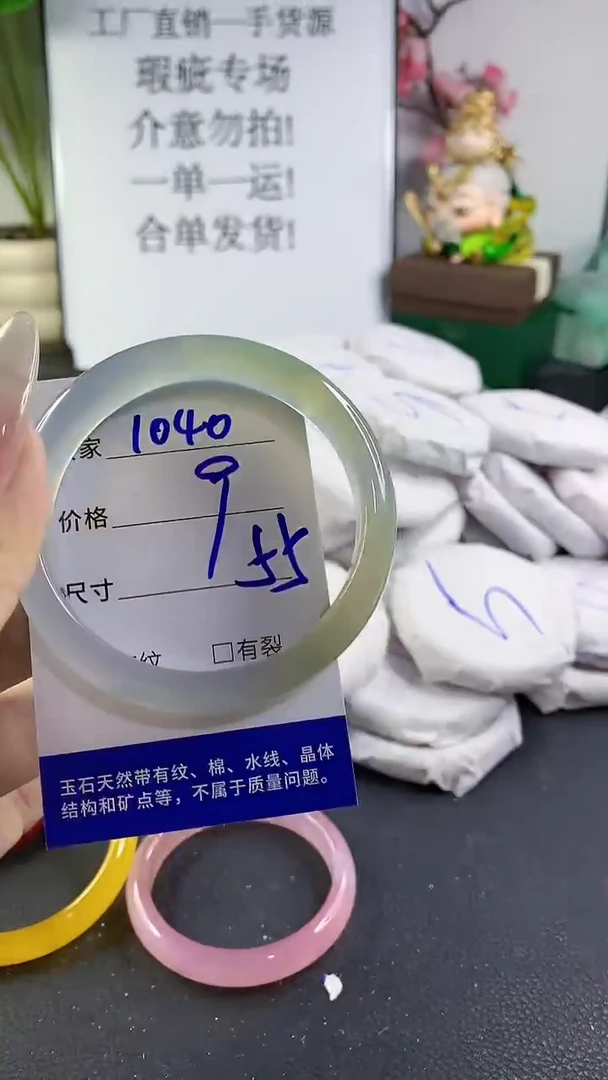 工厂直销一手货源
瑕疵专场
介意勿拍!
一单一运!
合单发货!
家 1040
价格 9
尺寸 55
纹 □有裂
玉石天然带有纹、棉、水线、晶体
结构和矿点等，不属于质量问题。
5